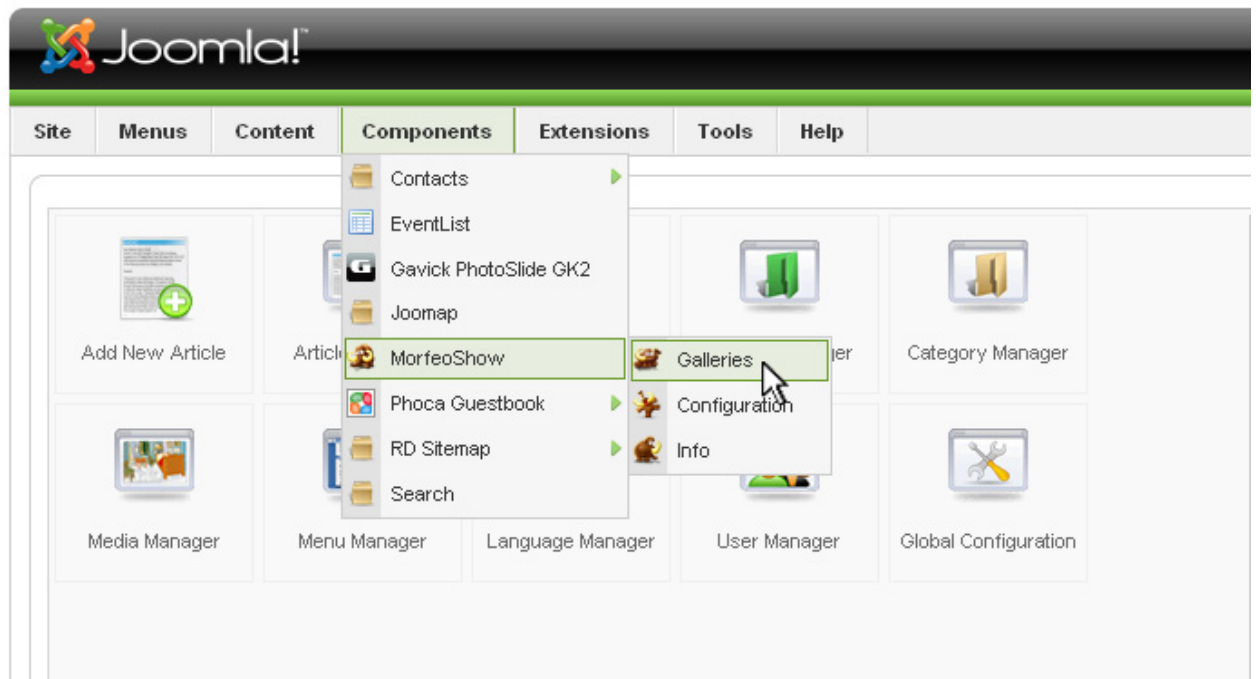 Joomla!™
Site Menus Content Components Extensions Tools Help
Contacts
EventList
Gavick PhotoSlide GK2
Joomap
MorfeoShow
Phoca Guestbook
RD Sitemap
Search
Galleries
Configuration
Info
Add New Article
Category Manager
Media Manager
Menu Manager
Language Manager
User Manager
Global Configuration